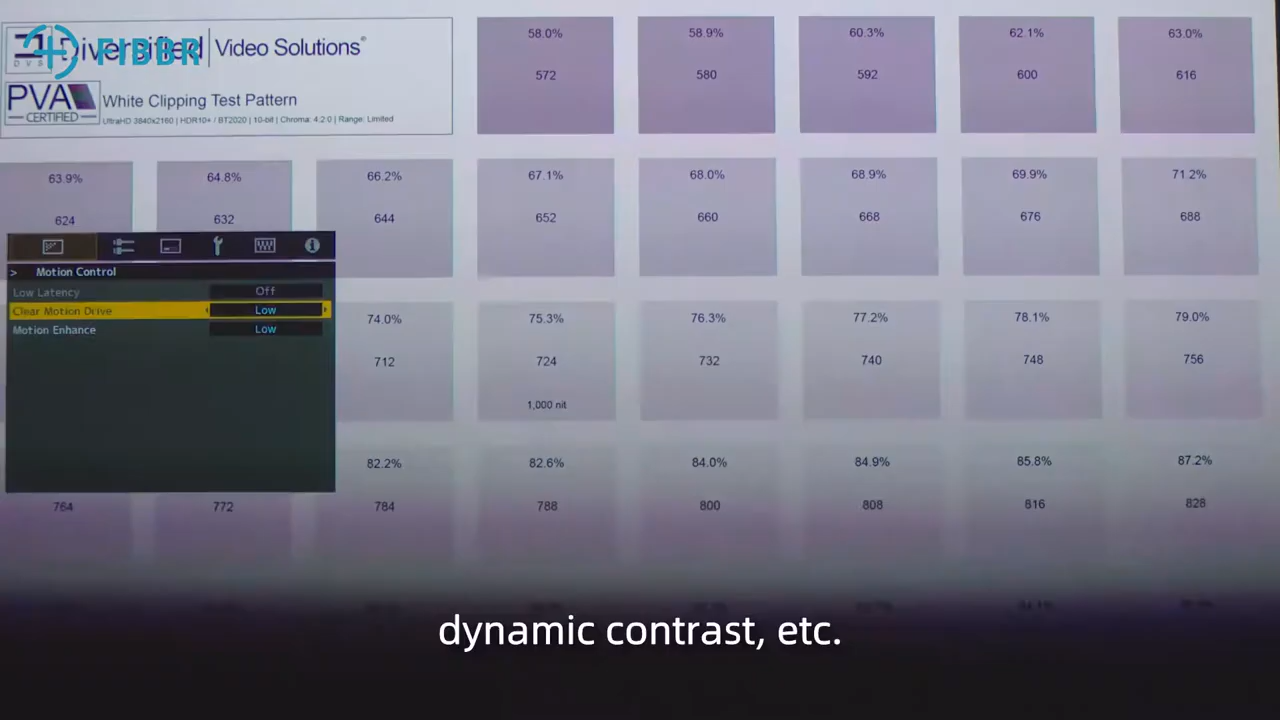 Diversified Video Solutions®
DVS
FIBBR
PVA
CERTIFIED
White Clipping Test Pattern
UltraHD 3840x2160 | HDR10+ / BT2020 | 10-bit | Chroma: 4:2:0 | Range: Limited
58.0% 58.9% 60.3% 62.1% 63.0%
572 580 592 600 616
63.9% 64.8% 66.2% 67.1% 68.0% 68.9% 69.9% 71.2%
624 632 644 652 660 668 676 688
> Motion Control
Low Latency Off
Clear Motion Drive Low
Motion Enhance Low
74.0% 75.3% 76.3% 77.2% 78.1% 79.0%
712 724 732 740 748 756
1,000 nit
82.2% 82.6% 84.0% 84.9% 85.8% 87.2%
764 772 784 788 800 808 816 828
dynamic contrast, etc.